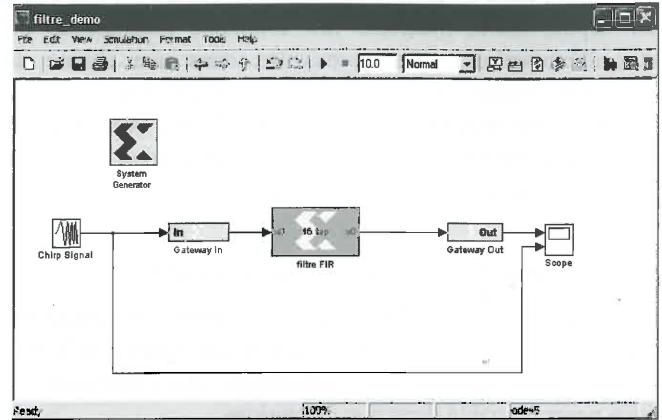 filtre_demo
File Edit View Simulation Format Tools Help
10.0 Normal
System
Generator
In
16 tap
Out
Chirp Signal
Gateway In
filtre FIR
Gateway Out
Scope
Ready
100%